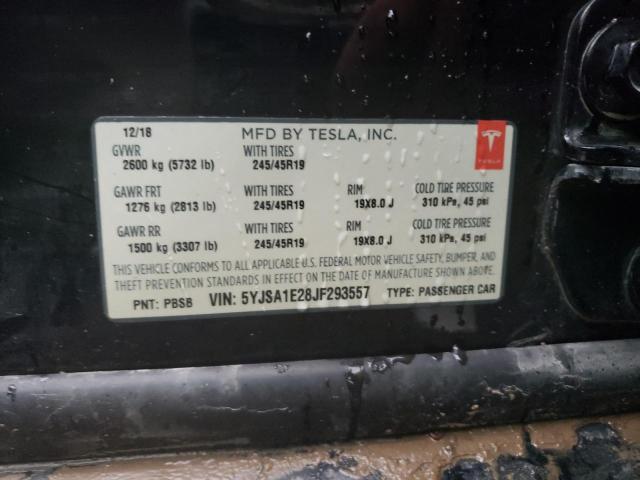 12/18 MFD BY TESLA, INC.
GVWR WITH TIRES
2600 kg (5732 lb) 245/45R19
GAWR FRT WITH TIRES RIM COLD TIRE PRESSURE
1276 kg (2813 lb) 245/45R19 19X8.0 J 310 kPa, 45 psi
GAWR RR WITH TIRES RIM COLD TIRE PRESSURE
1500 kg (3307 lb) 245/45R19 19X8.0 J 310 kPa, 45 psi
THIS VEHICLE CONFORMS TO ALL APPLICABLE U.S. FEDERAL MOTOR VEHICLE SAFETY, BUMPER, AND
THEFT PREVENTION STANDARDS IN EFFECT ON THE DATE OF MANUFACTURE SHOWN ABOVE.
PNT: PBSB VIN: 5YJSA1E28JF293557 TYPE: PASSENGER CAR
TESLA